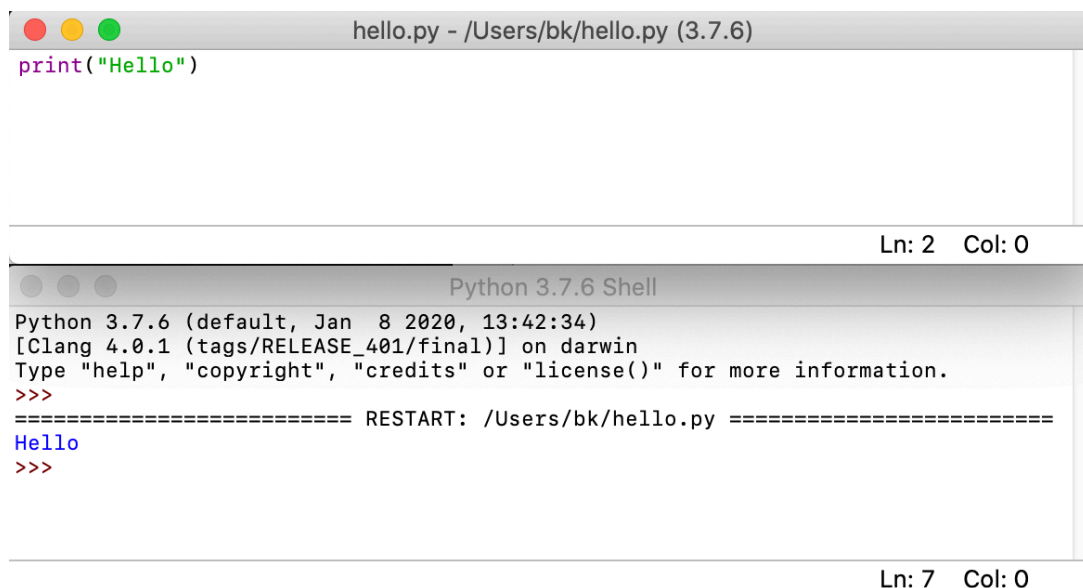 hello.py - /Users/bk/hello.py (3.7.6)
print("Hello")
Ln: 2 Col: 0
Python 3.7.6 Shell
Python 3.7.6 (default, Jan  8 2020, 13:42:34)
[Clang 4.0.1 (tags/RELEASE_401/final)] on darwin
Type "help", "copyright", "credits" or "license()" for more information.
>>>
========================== RESTART: /Users/bk/hello.py =========================
Hello
>>>
Ln: 7 Col: 0